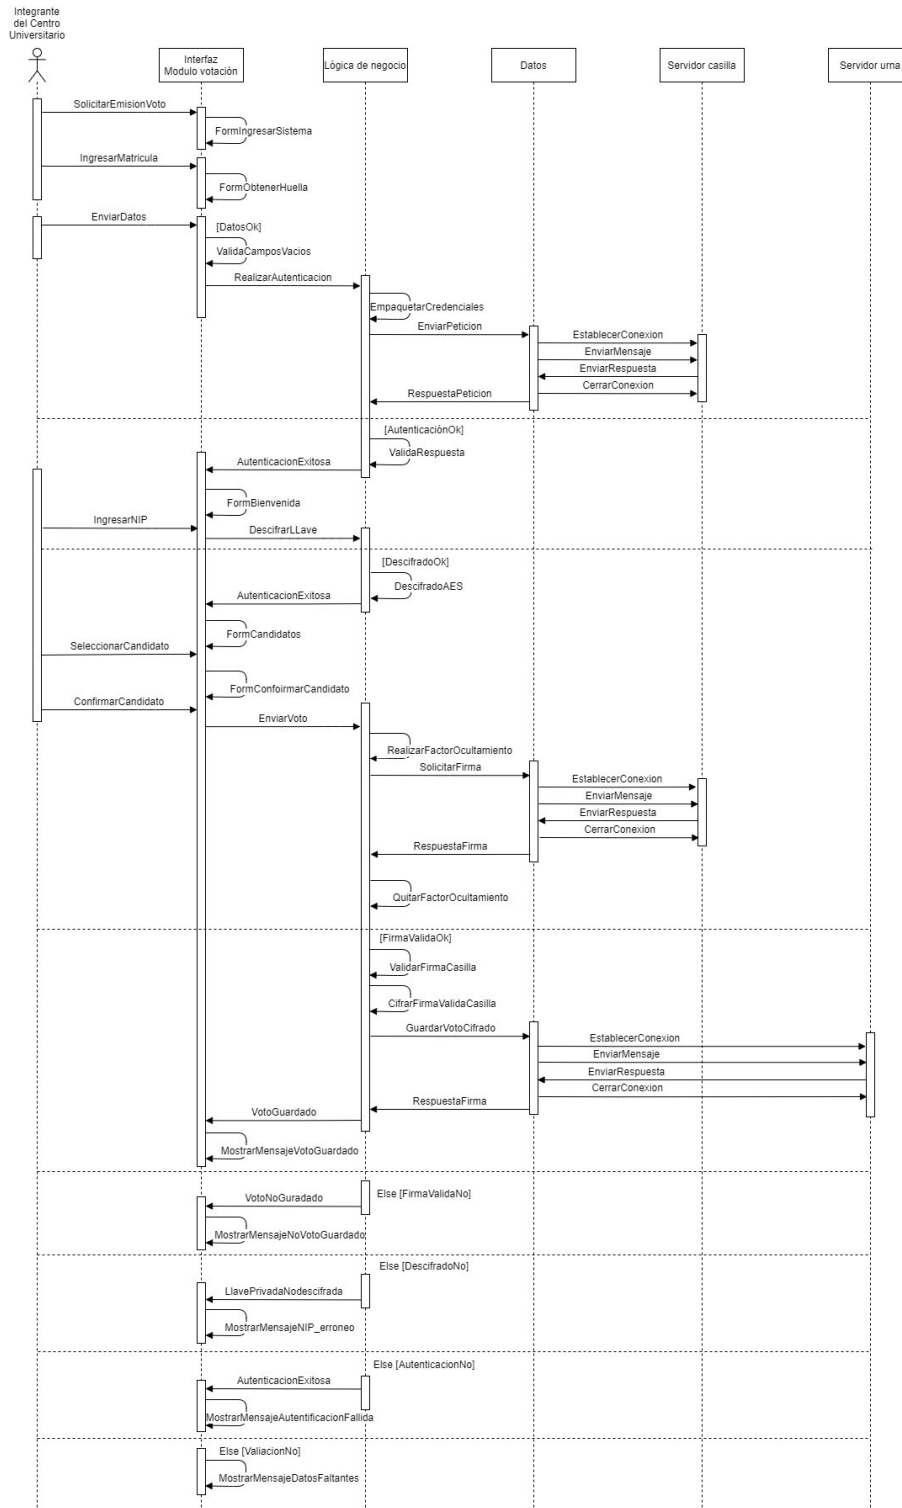 Integrante
del Centro
Universitario
Interfaz
Modulo votación
Lógica de negocio
Datos
Servidor casilla
Servidor urna
SolicitarEmisionVoto
FormIngresarSistema
IngresarMatricula
FormObtenerHuella
EnviarDatos
[DatosOk]
ValidaCamposVacios
RealizarAutenticacion
EmpaquetarCredenciales
EnviarPeticion
EstablecerConexion
EnviarMensaje
EnviarRespuesta
CerrarConexion
RespuestaPeticion
[AutenticaciónOk]
ValidaRespuesta
AutenticacionExitosa
FormBienvenida
IngresarNIP
DescifrarLLave
[DescifradoOk]
DescifradoAES
AutenticacionExitosa
FormCandidatos
SeleccionarCandidato
FormConfoirmarCandidato
ConfirmarCandidato
EnviarVoto
RealizarFactorOcultamiento
SolicitarFirma
EstablecerConexion
EnviarMensaje
EnviarRespuesta
CerrarConexion
RespuestaFirma
QuitarFactorOcultamiento
[FirmaValidaOk]
ValidarFirmaCasilla
CifrarFirmaValidaCasilla
GuardarVotoCifrado
EstablecerConexion
EnviarMensaje
EnviarRespuesta
CerrarConexion
RespuestaFirma
VotoGuardado
MostrarMensajeVotoGuardado
Else [FirmaValidaNo]
VotoNoGuradado
MostrarMensajeNoVotoGuardado
Else [DescifradoNo]
LlavePrivadaNodescifrada
MostrarMensajeNIP_erroneo
Else [AutenticacionNo]
AutenticacionExitosa
MostrarMensajeAutentificacionFallida
Else [ValiacionNo]
MostrarMensajeDatosFaltantes